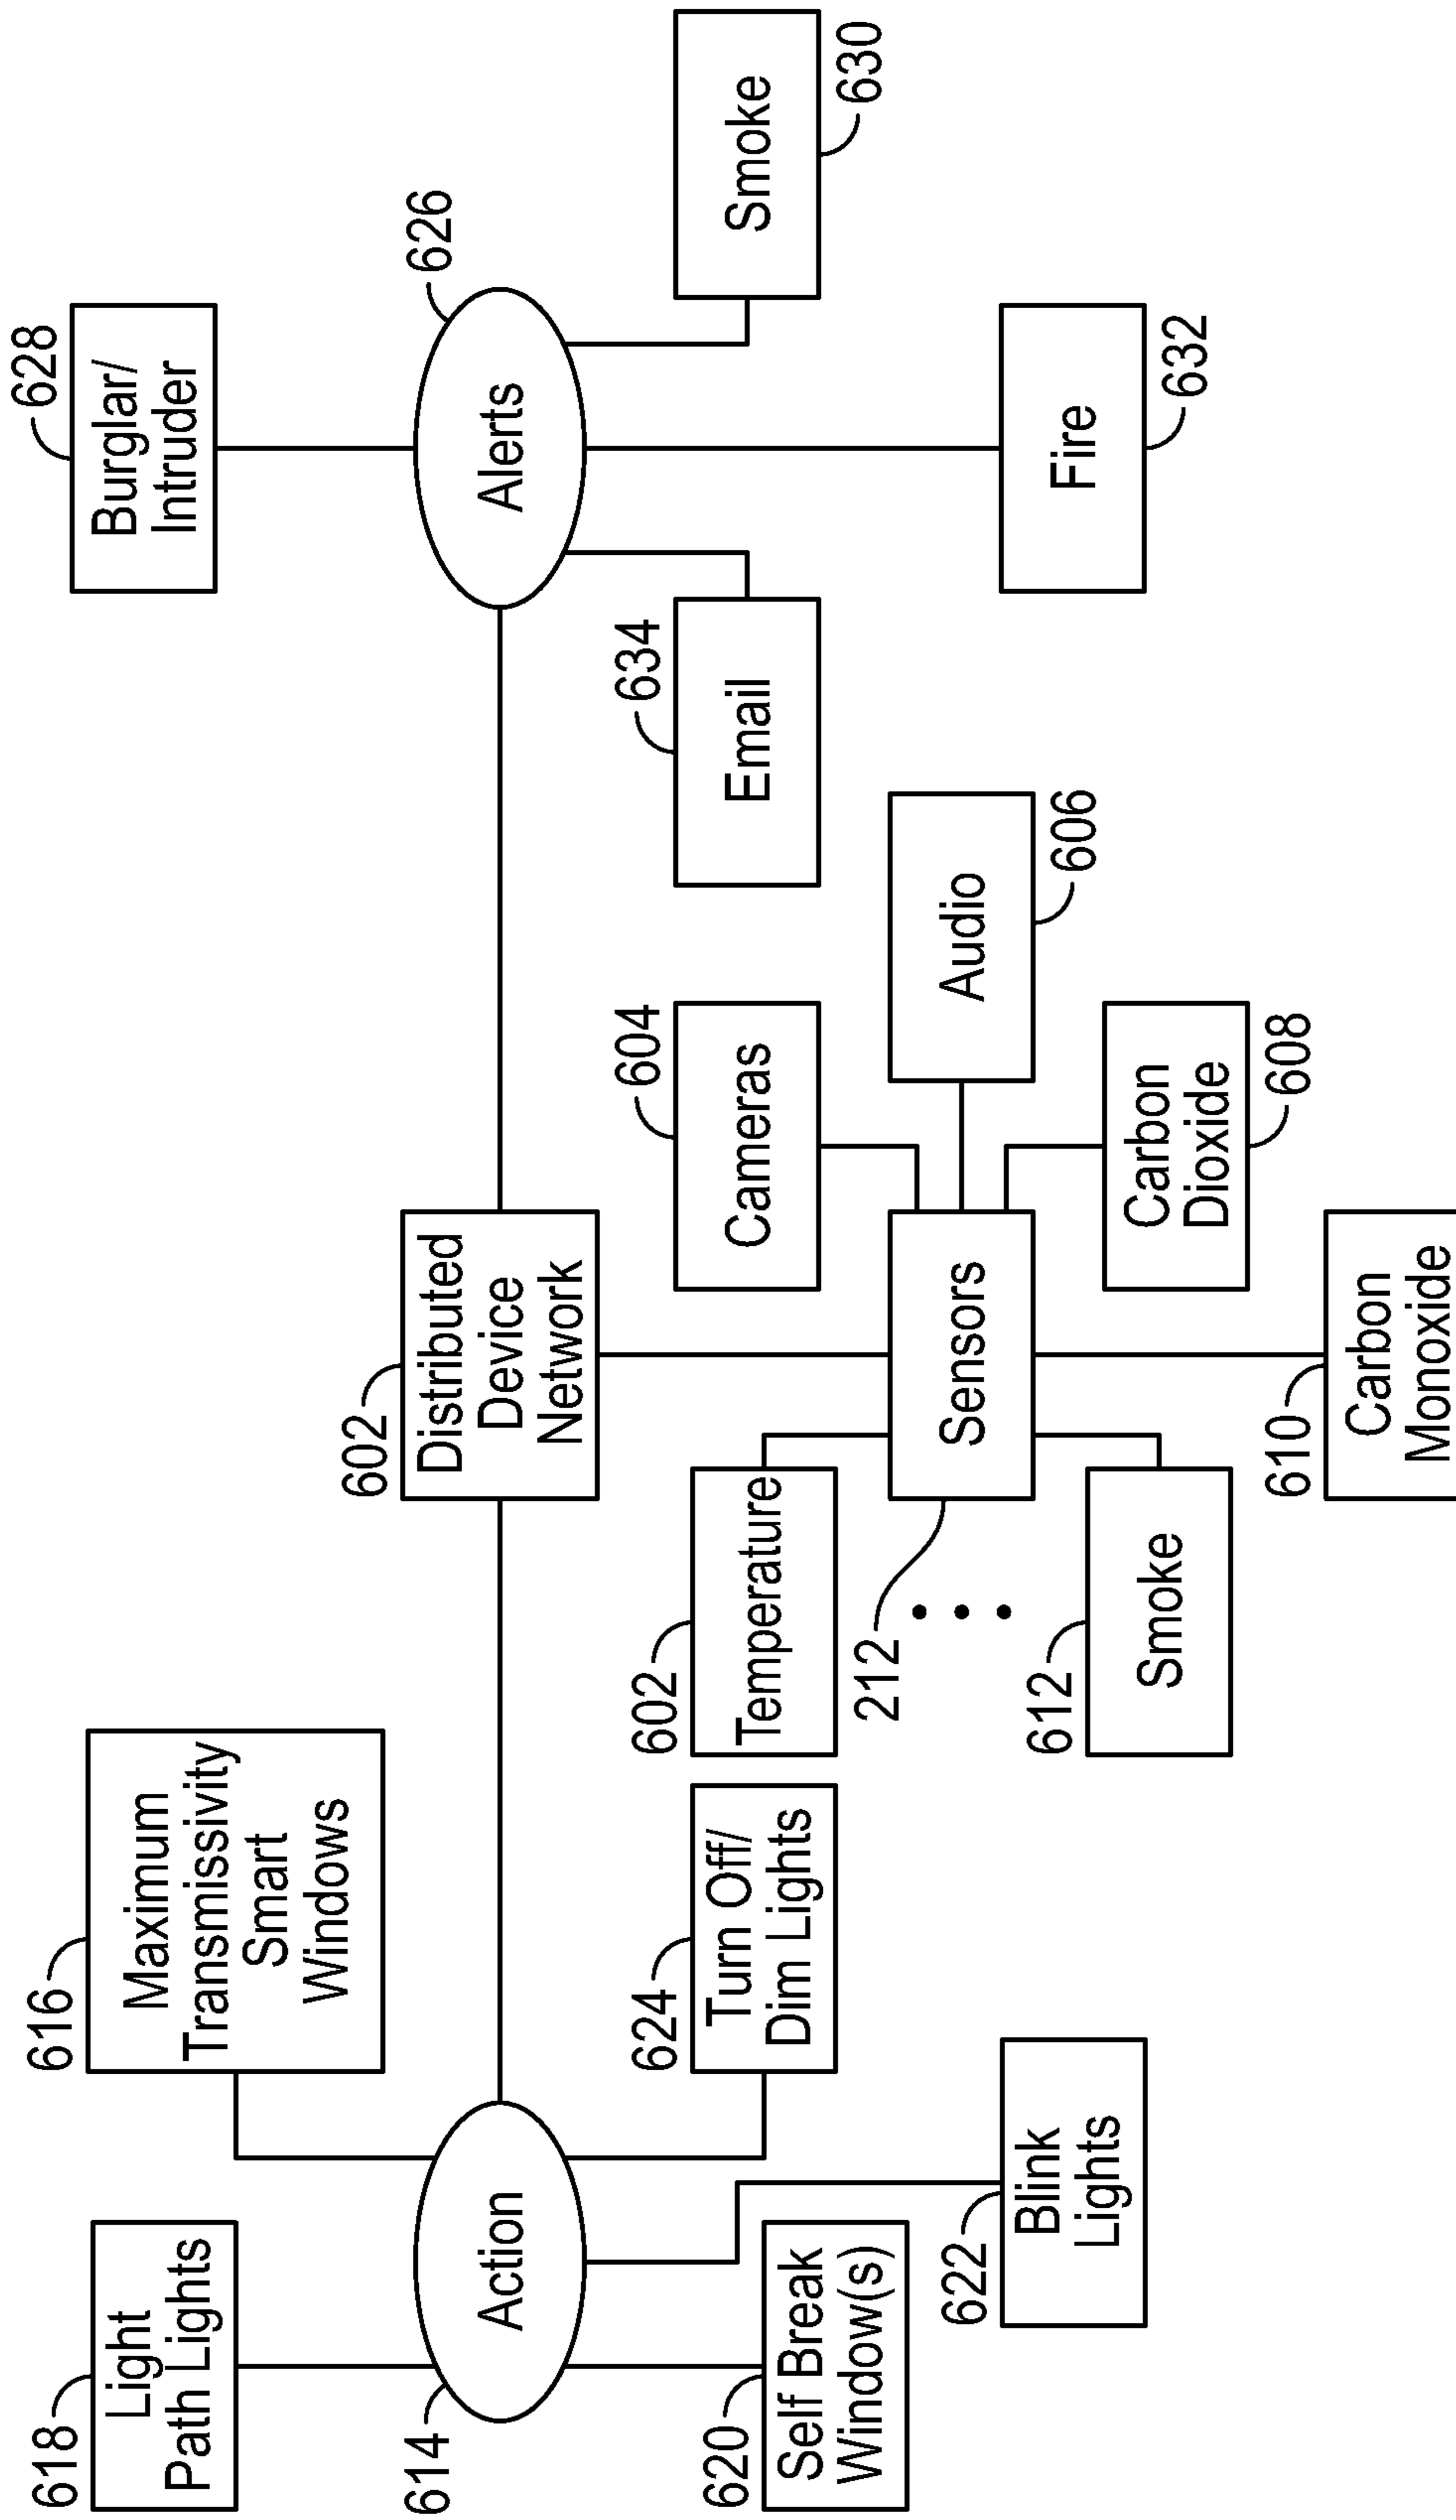 618
Light
Path Lights
616
Maximum
Transmissivity
Smart
Windows
628
Burglar/
Intruder
614
Action
602
Distributed
Device
Network
626
Alerts
620
Self Break
Window(s)
624
Turn Off/
Dim Lights
602
Temperature
604
Cameras
634
Email
Smoke
630
622
Blink
Lights
212
Sensors
Audio
606
Fire
632
612
Smoke
Carbon
Dioxide
608
610
Carbon
Monoxide